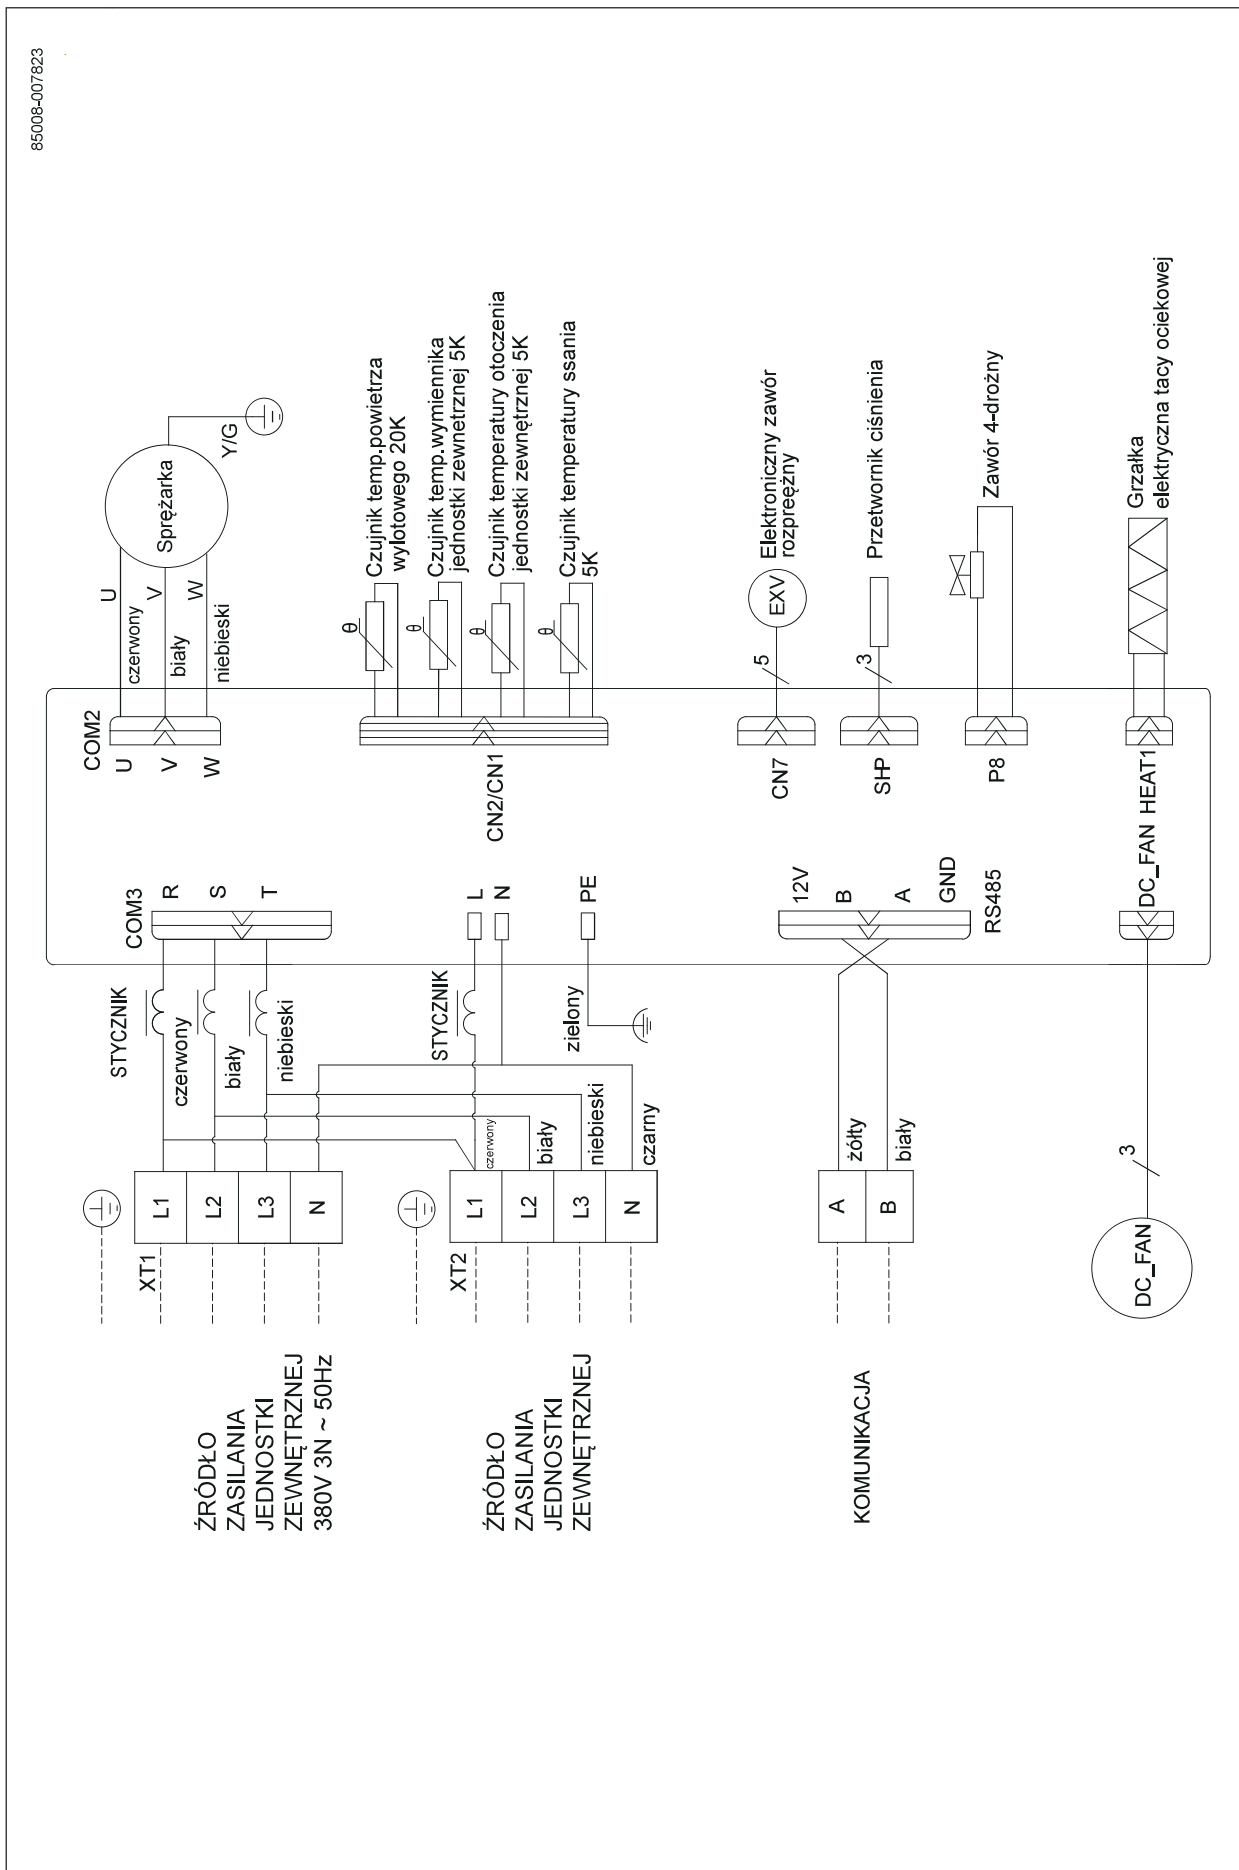 85008-007823
COM2
U
V
W
U
V
W
czerwony
biały
niebieski
Sprężarka
Y/G
CN2/CN1
θ
θ
θ
θ
Czujnik temp.powietrza
wylotowego 20K
Czujnik temp.wymiennika
jednostki zewnetrznej 5K
Czujnik temperatury otoczenia
jednostki zewnętrznej 5K
Czujnik temperatury ssania
5K
CN7
5
EXV
Elektroniczny zawór
rozpreężny
SHP
3
Przetwornik ciśnienia
P8
Zawór 4-drożny
HEAT1
Grzałka
elektryczna tacy ociekowej
COM3
R
S
T
STYCZNIK
czerwony
biały
niebieski
L
N
PE
STYCZNIK
zielony
12V
B
A
GND
RS485
DC_FAN
L1
L2
L3
N
XT1
czerwony
biały
niebieski
czarny
L1
L2
L3
N
XT2
żółty
biały
A
B
3
DC_FAN
ŹRÓDŁO
ZASILANIA
JEDNOSTKI
ZEWNĘTRZNEJ
380V 3N ~ 50Hz
ŹRÓDŁO
ZASILANIA
JEDNOSTKI
ZEWNĘTRZNEJ
KOMUNIKACJA